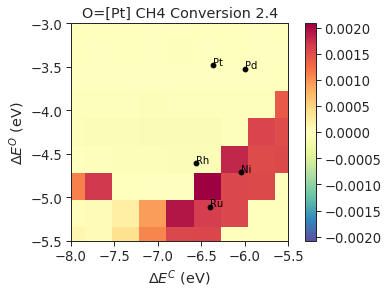 O=[Pt] CH4 Conversion 2.4
−3.0
−3.5
−4.0
−4.5
−5.0
−5.5
ΔE^O (eV)
Pt
Pd
Rh
Ni
Ru
−8.0 −7.5 −7.0 −6.5 −6.0 −5.5
ΔE^C (eV)
0.0020
0.0015
0.0010
0.0005
0.0000
−0.0005
−0.0010
−0.0015
−0.0020